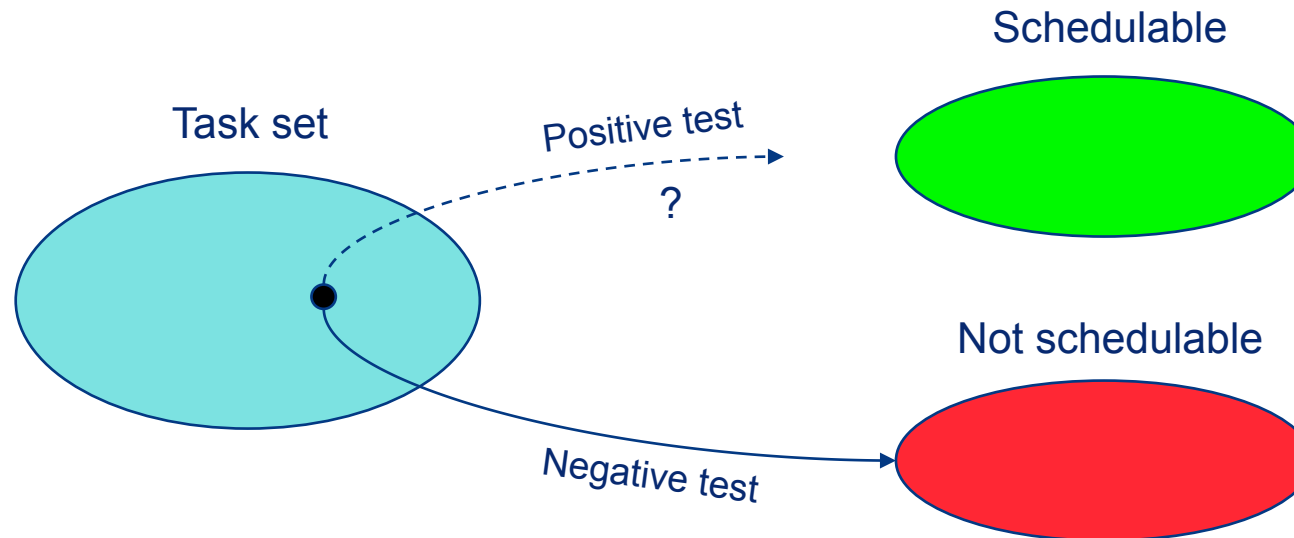 Schedulable
Task set
Positive test
?
Not schedulable
Negative test